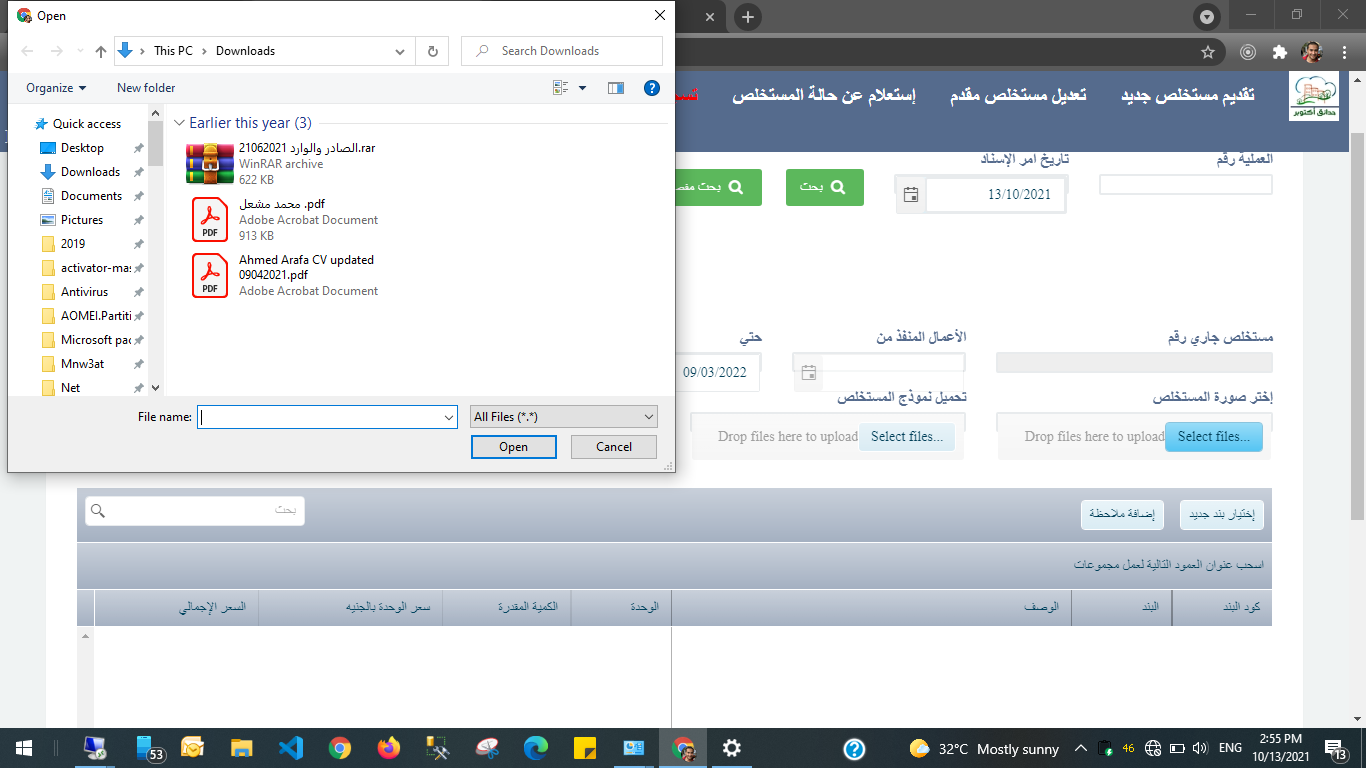 Open
This PC
Downloads
Search Downloads
Organize
New folder
Quick access
Desktop
Downloads
Documents
Pictures
2019
activator-mas
Antivirus
AOMEI.Partiti
Microsoft pac
Mnw3at
Net
Earlier this year (3)
الصادر والوارد 21062021.rar
WinRAR archive
622 KB
محمد مشعل .pdf
Adobe Acrobat Document
913 KB
Ahmed Arafa CV updated
09042021.pdf
Adobe Acrobat Document
File name:
All Files (*.*)
Open
Cancel
تقديم مستخلص جديد
تعديل مستخلص مقدم
إستعلام عن حالة المستخلص
حدائق أكتوبر
العملية رقم
تاريخ امر الإسناد
13/10/2021
بحث
بحث مفص
مستخلص جاري رقم
الأعمال المنفذ من
حتي
09/03/2022
إختر صورة المستخلص
تحميل نموذج المستخلص
Select files...
Drop files here to upload
Select files...
Drop files here to upload
إختيار بند جديد
إضافة ملاحظة
بحث
اسحب عنوان العمود التالية لعمل مجموعات
كود البند
البند
الوصف
الوحدة
الكمية المقدرة
سعر الوحدة بالجنيه
السعر الإجمالي
53
32°C Mostly sunny
46
ENG
2:55 PM
10/13/2021
13
PDF
PDF